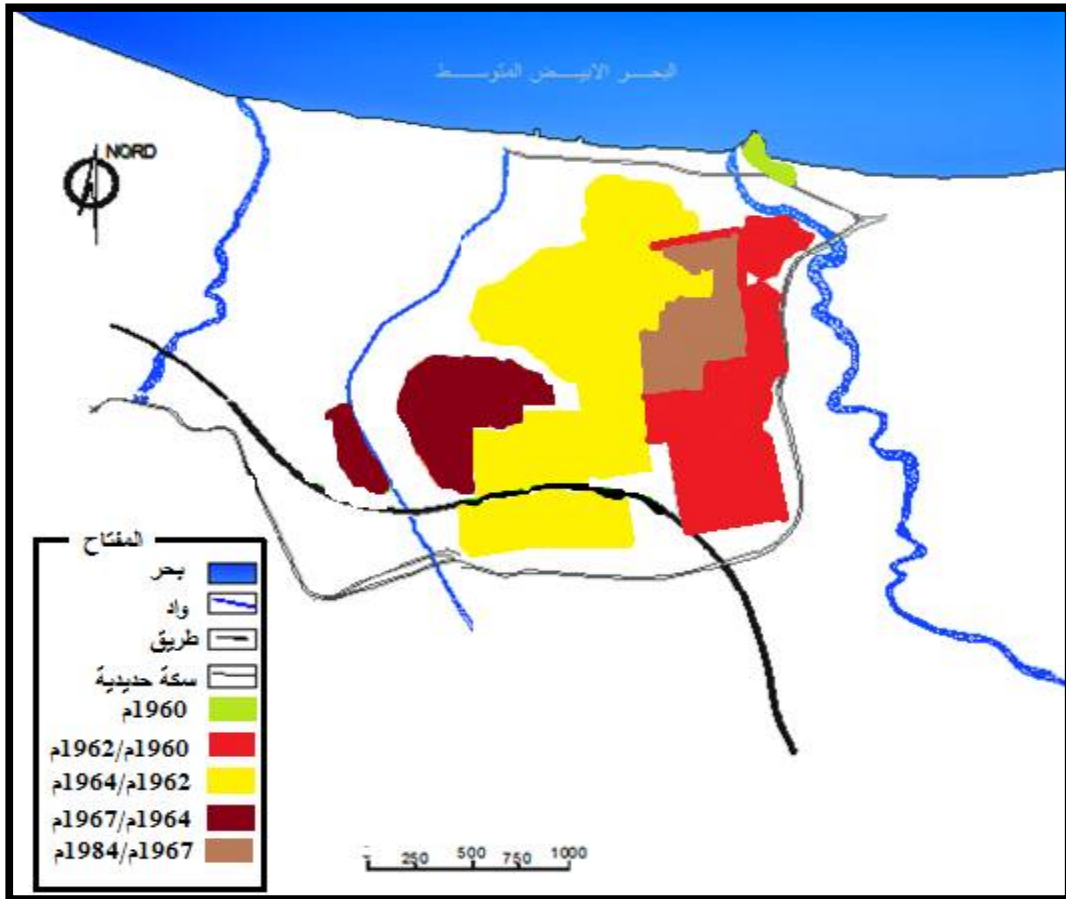 البحر الابيض المتوسط
NORD
المفتاح
بحر
واد
طريق
سكة حديدية
1960م
1960م/1962م
1962م/1964م
1964م/1967م
1967م/1984م
250 500 750 1000